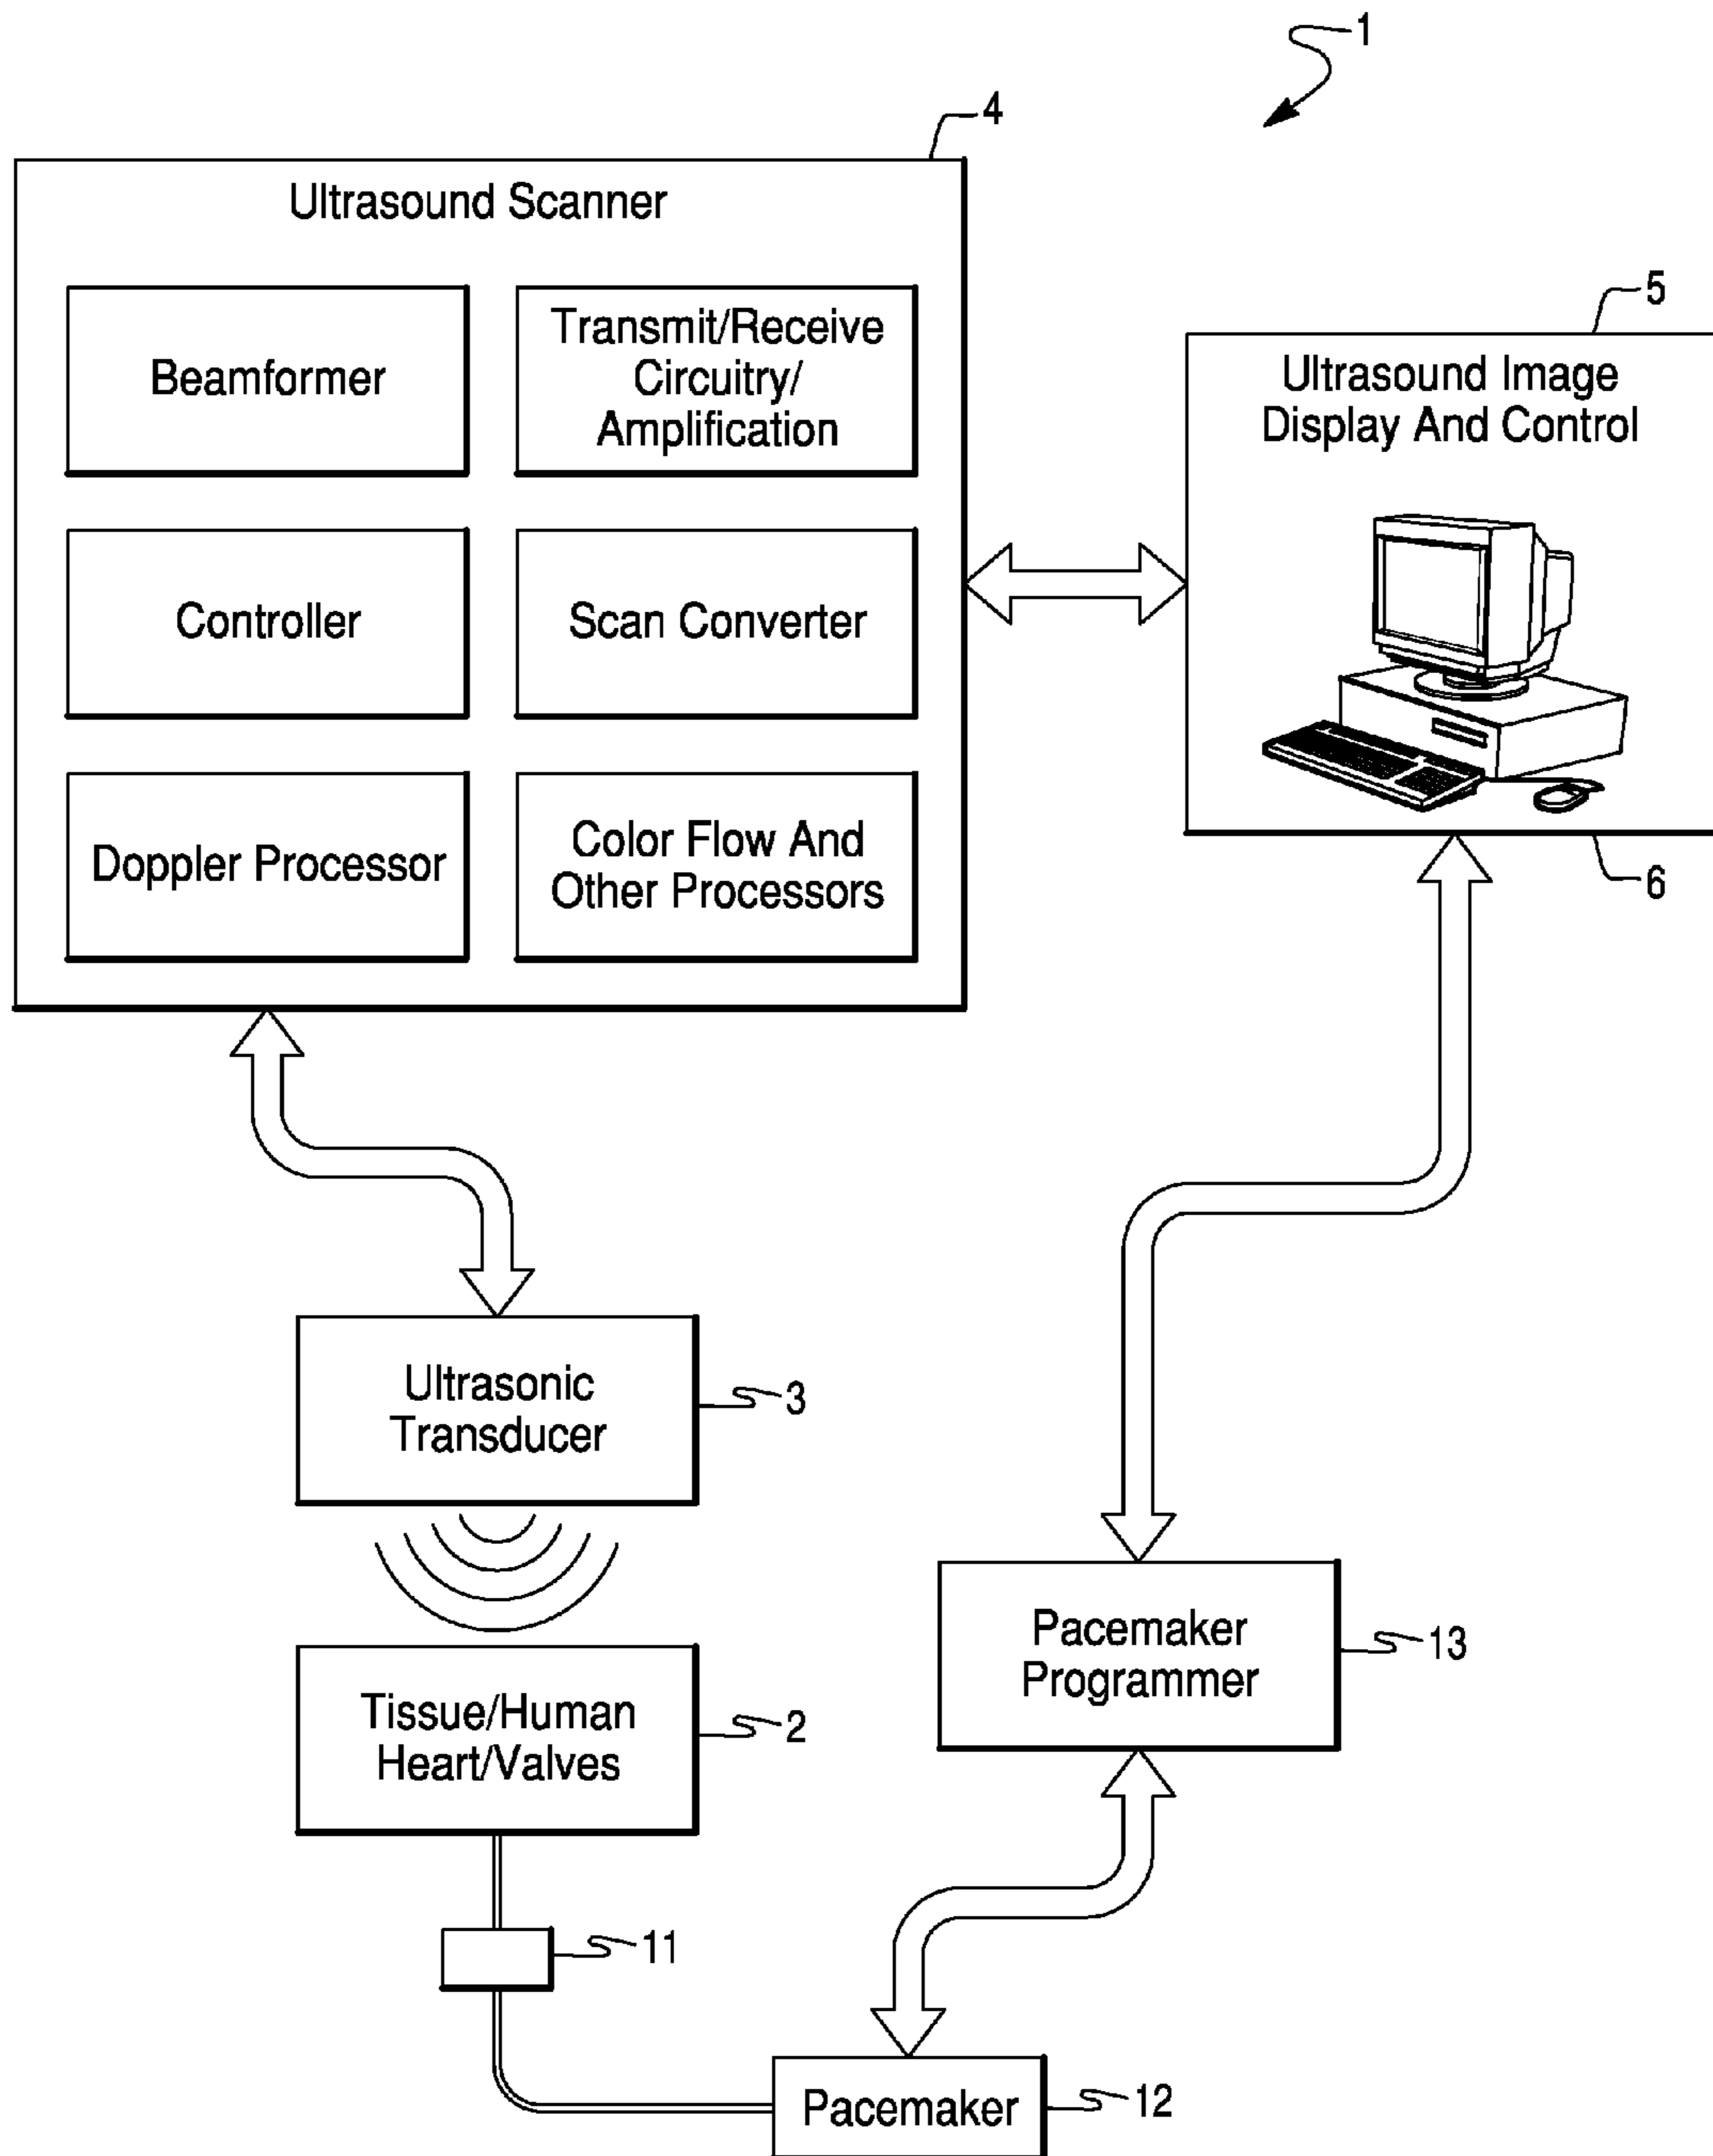 1
4
Ultrasound Scanner
Beamformer
Transmit/Receive
Circuitry/
Amplification
Controller
Scan Converter
Doppler Processor
Color Flow And
Other Processors
5
Ultrasound Image
Display And Control
6
Ultrasonic
Transducer
3
Tissue/Human
Heart/Valves
2
Pacemaker
Programmer
13
11
Pacemaker
12